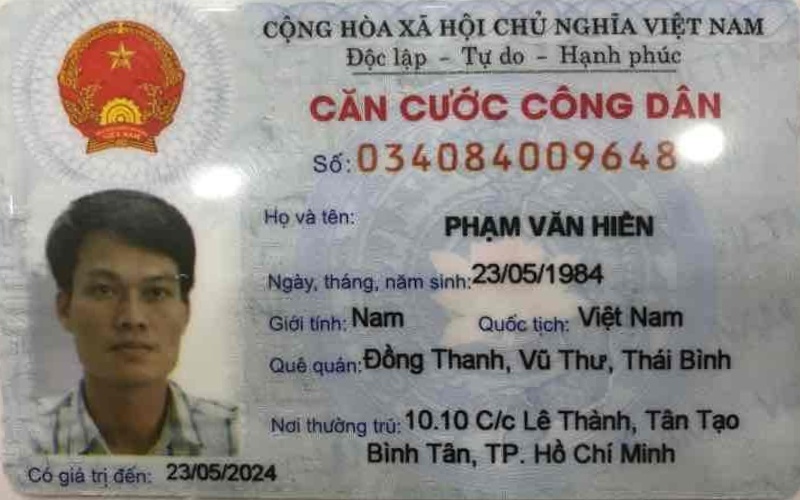 CỘNG HÒA XÃ HỘI CHỦ NGHĨA VIỆT NAM
Độc lập - Tự do - Hạnh phúc
CĂN CƯỚC CÔNG DÂN
Số: 034084009648
Họ và tên: PHẠM VĂN HIÊN
Ngày, tháng, năm sinh: 23/05/1984
Giới tính: Nam Quốc tịch: Việt Nam
Quê quán: Đồng Thanh, Vũ Thư, Thái Bình
Nơi thường trú: 10.10 C/c Lê Thành, Tân Tạo
Bình Tân, TP. Hồ Chí Minh
Có giá trị đến: 23/05/2024